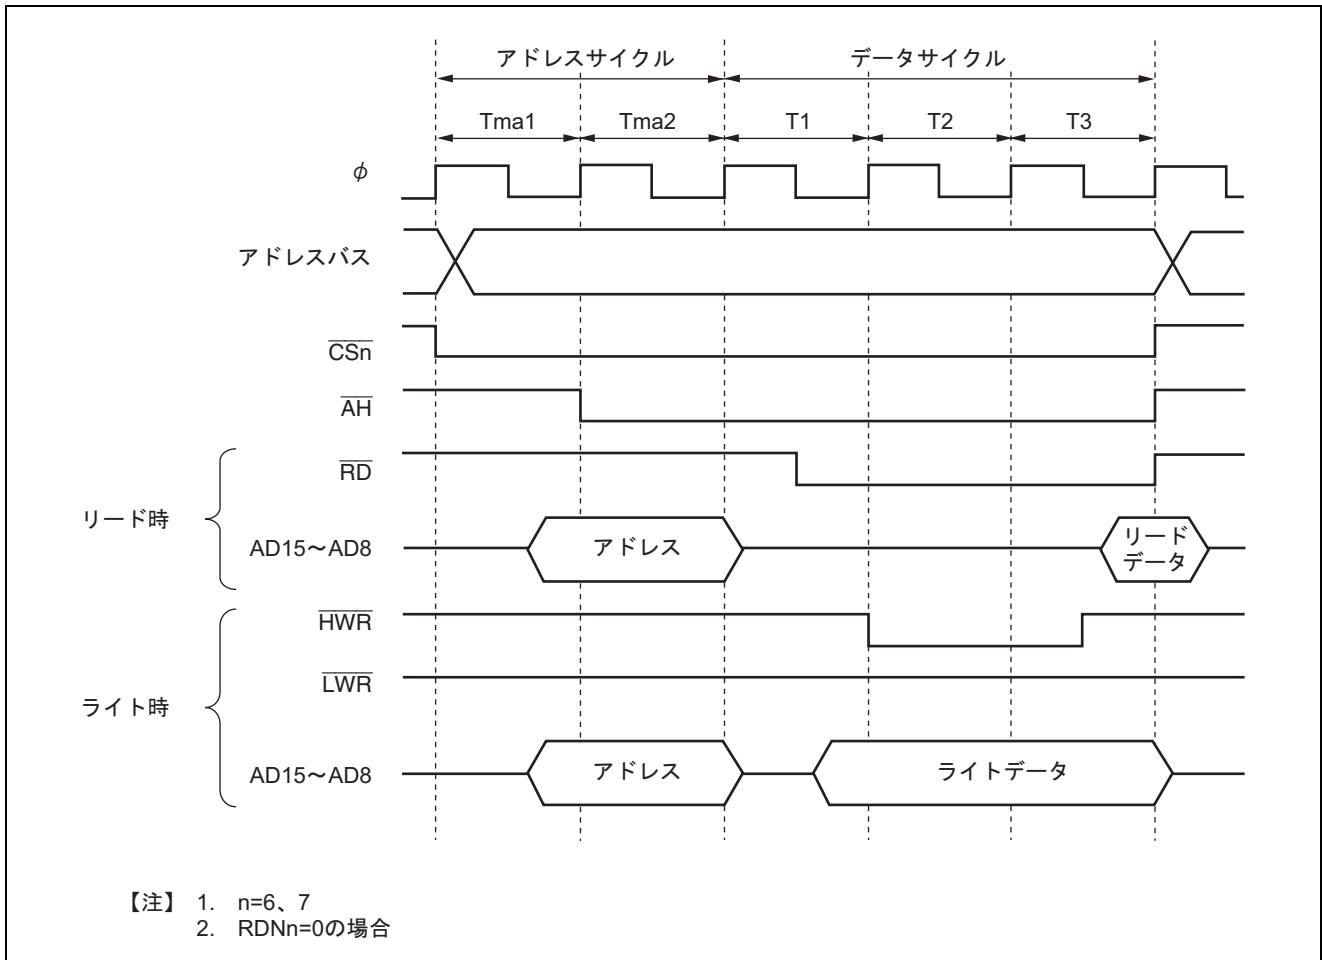 アドレスサイクル データサイクル
Tma1 Tma2 T1 T2 T3
φ
アドレスバス
CSn
AH
RD
リード時
AD15～AD8 アドレス リード
データ
HWR
LWR
ライト時
AD15～AD8 アドレス ライトデータ
【注】 1. n=6、7
2. RDNn=0の場合